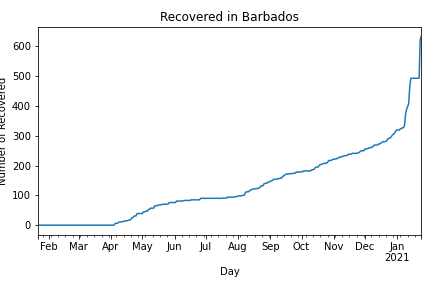 Recovered in Barbados
Number of Recovered
600
500
400
300
200
100
0
Feb Mar Apr May Jun Jul Aug Sep Oct Nov Dec Jan
2021
Day